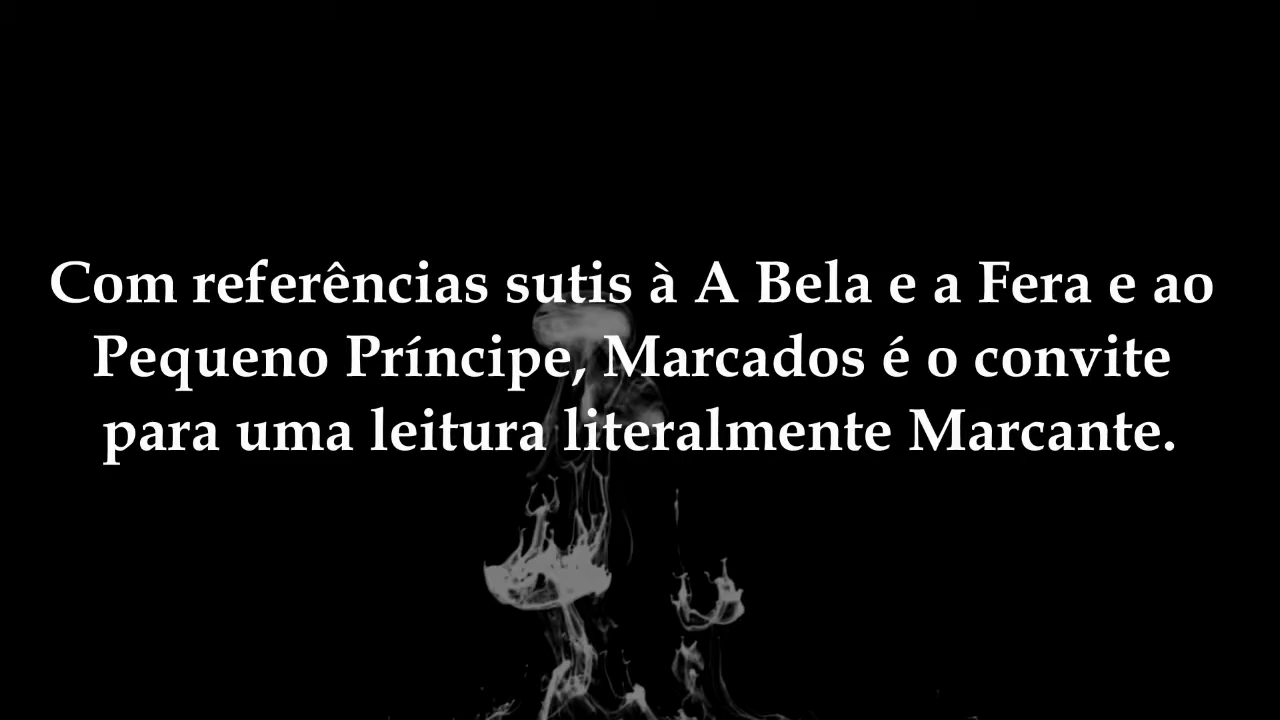 Com referências sutis à A Bela e a Fera e ao
Pequeno Príncipe, Marcados é o convite
para uma leitura literalmente Marcante.